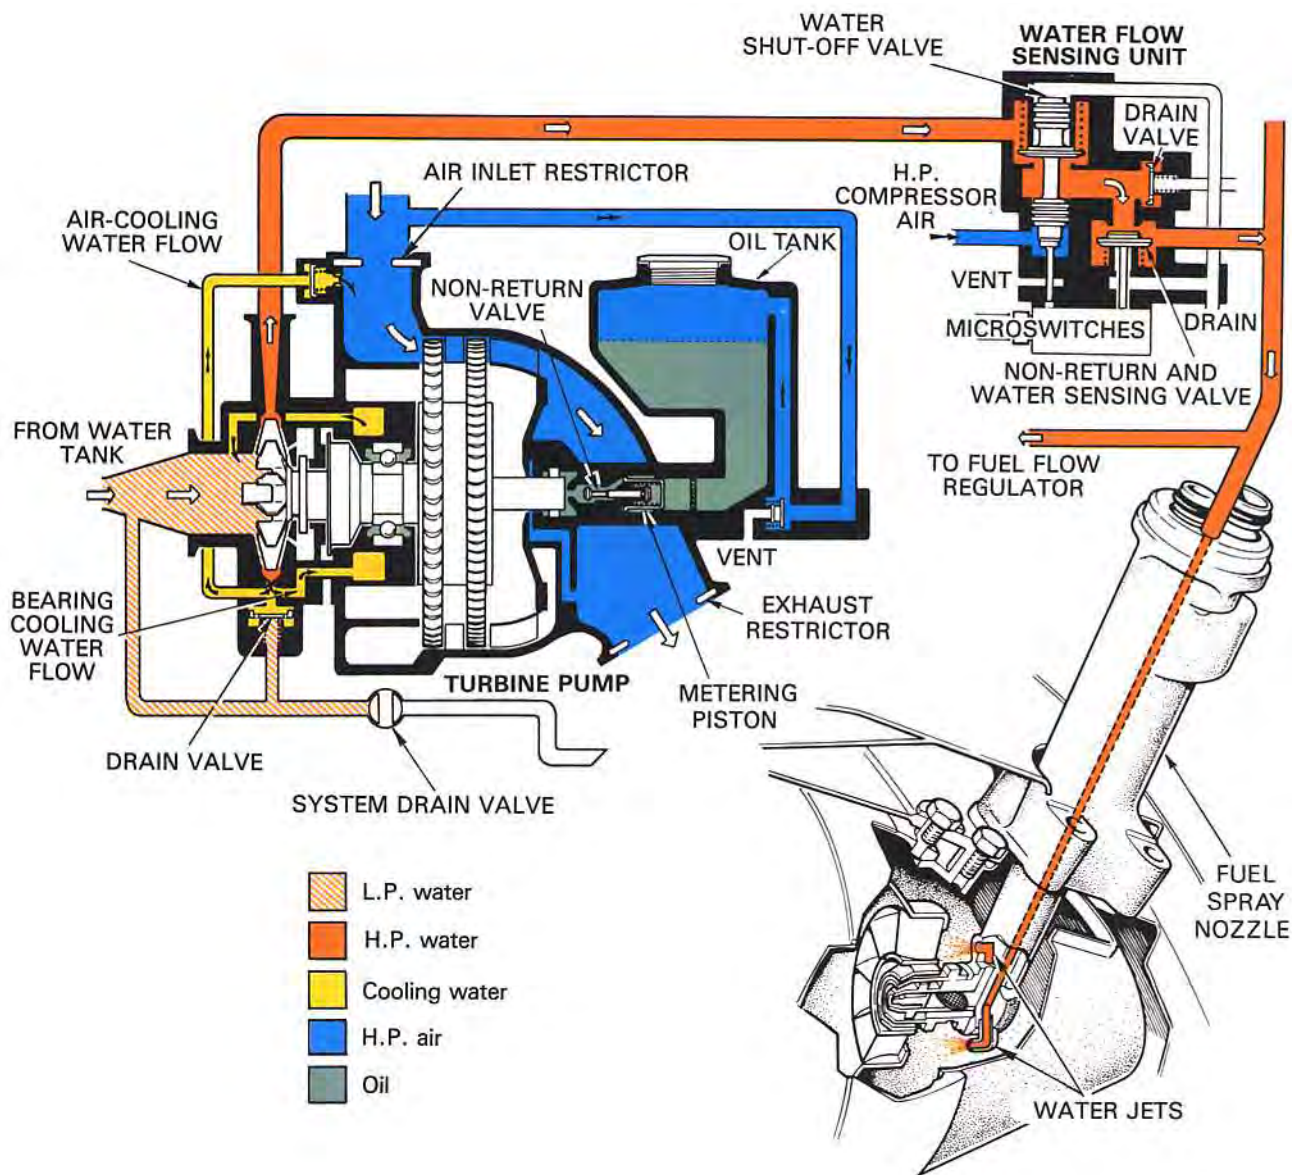 WATER
SHUT-OFF VALVE
WATER FLOW
SENSING UNIT
DRAIN
VALVE
AIR INLET RESTRICTOR
H.P.
COMPRESSOR
AIR
AIR-COOLING
WATER FLOW
OIL TANK
NON-RETURN
VALVE
VENT
MICROSWITCHES
DRAIN
NON-RETURN AND
WATER SENSING VALVE
FROM WATER
TANK
TO FUEL FLOW
REGULATOR
VENT
BEARING
COOLING
WATER
FLOW
EXHAUST
RESTRICTOR
TURBINE PUMP
METERING
PISTON
DRAIN VALVE
SYSTEM DRAIN VALVE
L.P. water
H.P. water
Cooling water
H.P. air
Oil
FUEL
SPRAY
NOZZLE
WATER JETS